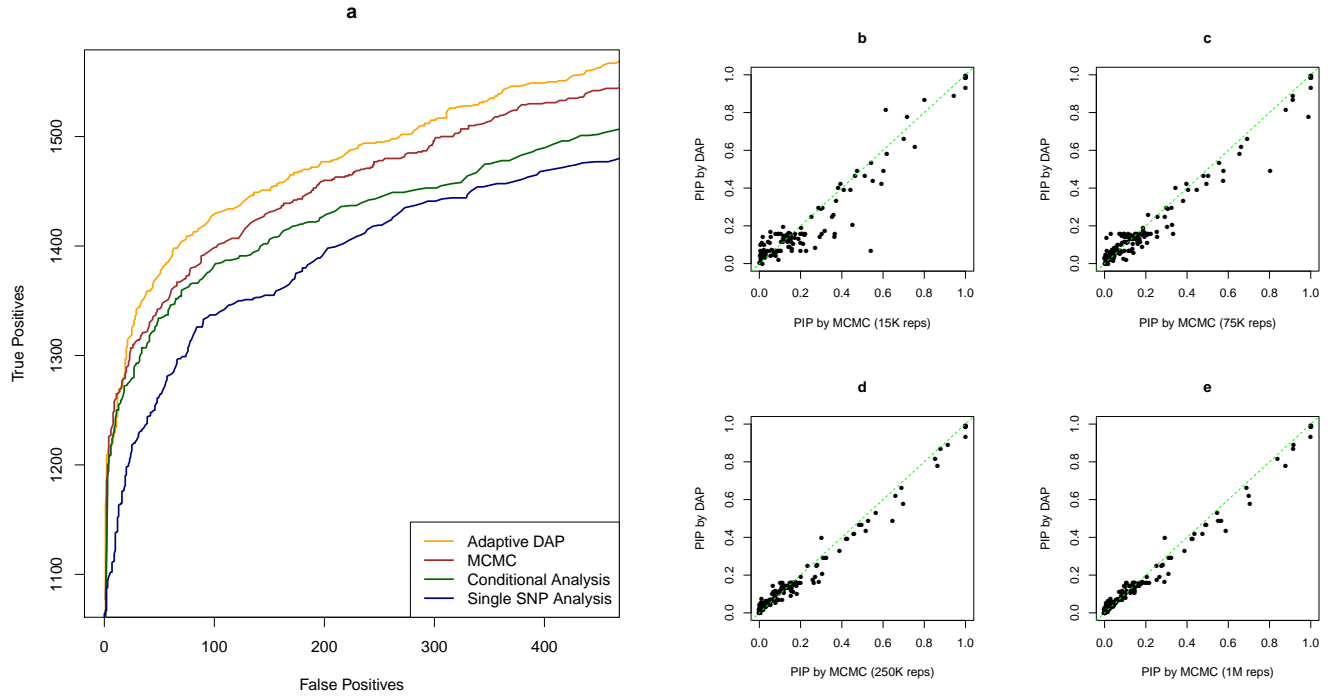 a
True Positives
1500
1400
1300
1200
1100
0 100 200 300 400
False Positives
Adaptive DAP
MCMC
Conditional Analysis
Single SNP Analysis
b
PIP by DAP
1.0
0.8
0.6
0.4
0.2
0.0
0.0 0.2 0.4 0.6 0.8 1.0
PIP by MCMC (15K reps)
c
PIP by DAP
1.0
0.8
0.6
0.4
0.2
0.0
0.0 0.2 0.4 0.6 0.8 1.0
PIP by MCMC (75K reps)
d
PIP by DAP
1.0
0.8
0.6
0.4
0.2
0.0
0.0 0.2 0.4 0.6 0.8 1.0
PIP by MCMC (250K reps)
e
PIP by DAP
1.0
0.8
0.6
0.4
0.2
0.0
0.0 0.2 0.4 0.6 0.8 1.0
PIP by MCMC (1M reps)